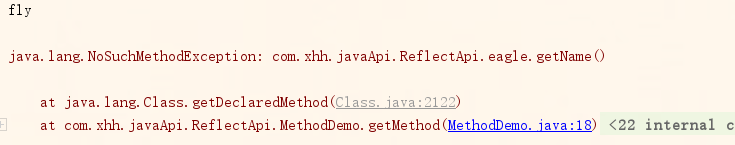 fly
java.lang.NoSuchMethodException: com.xhh.javaApi.ReflectApi.eagle.getName()
at java.lang.Class.getDeclaredMethod(Class.java:2122)
at com.xhh.javaApi.ReflectApi.MethodDemo.getMethod(MethodDemo.java:18) <22 internal c